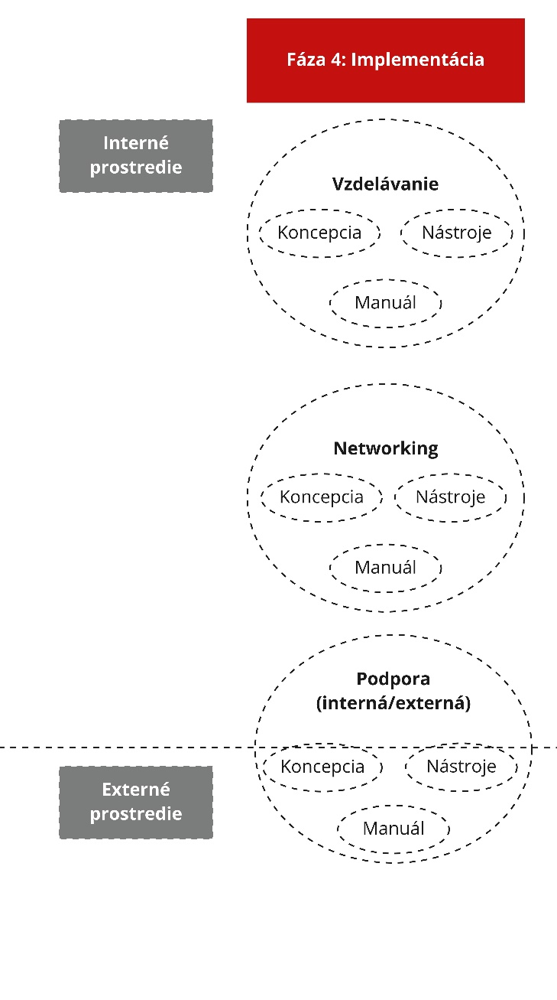 Fáza 4: Implementácia
Interné
prostredie
Vzdelávanie
Koncepcia
Nástroje
Manuál
Networking
Koncepcia
Nástroje
Manuál
Podpora
(interná/externá)
Koncepcia
Nástroje
Externé
prostredie
Manuál